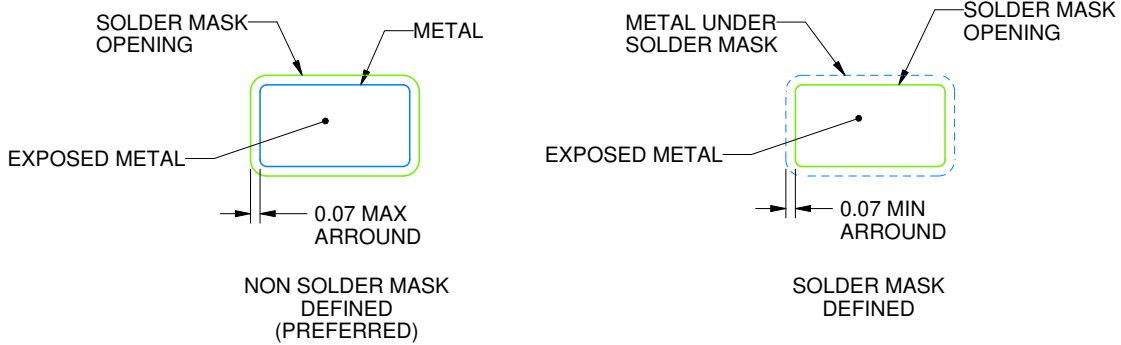 SOLDER MASK
OPENING
METAL
EXPOSED METAL
0.07 MAX
ARROUND
NON SOLDER MASK
DEFINED
(PREFERRED)
METAL UNDER
SOLDER MASK
SOLDER MASK
OPENING
EXPOSED METAL
0.07 MIN
ARROUND
SOLDER MASK
DEFINED